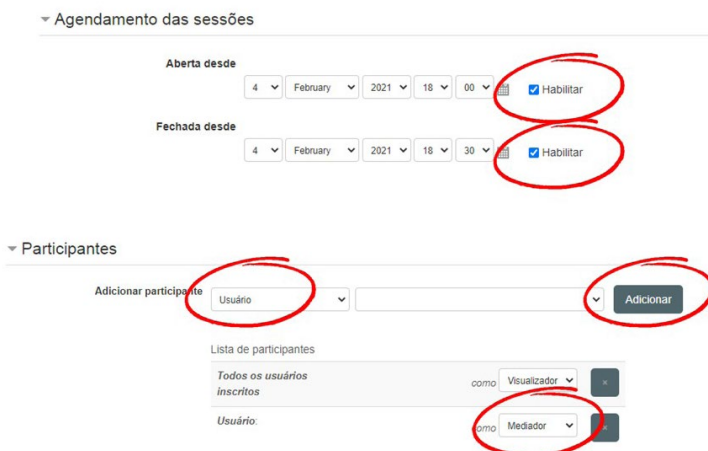 Agendamento das sessões
Aberta desde
4 February 2021 18 00 Habilitar
Fechada desde
4 February 2021 18 30 Habilitar
Participantes
Adicionar participante Usuário Adicionar
Lista de participantes
Todos os usuários
inscritos
como Visualizador ×
Usuário:
como Mediador ×